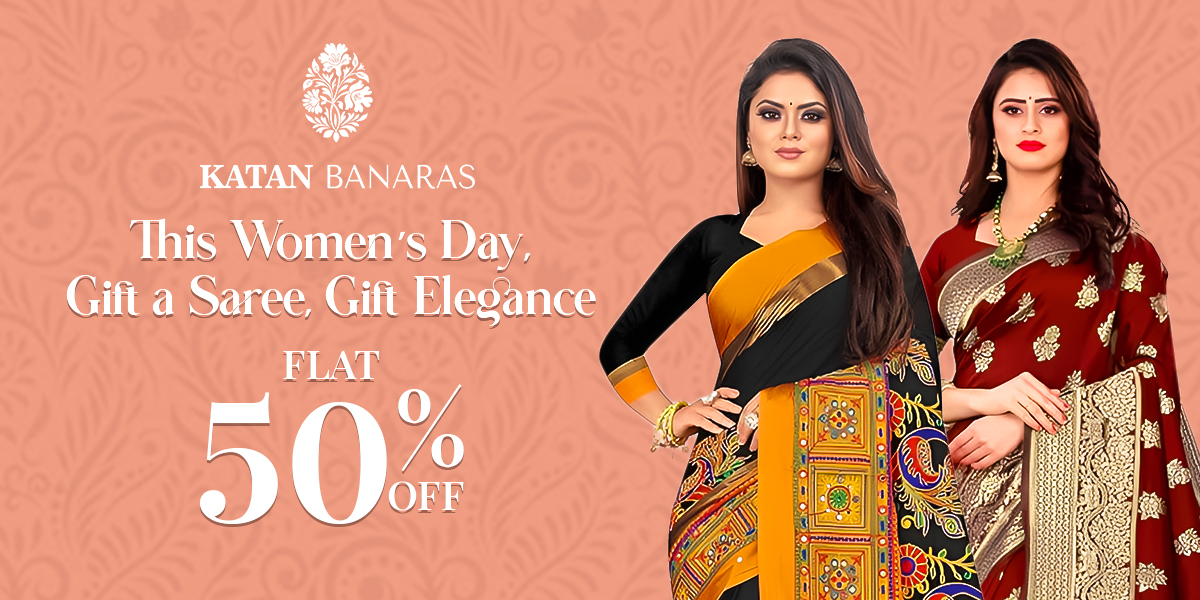 KATAN BANARAS
This Women's Day,
Gift a Saree, Gift Elegance
FLAT
50%
OFF